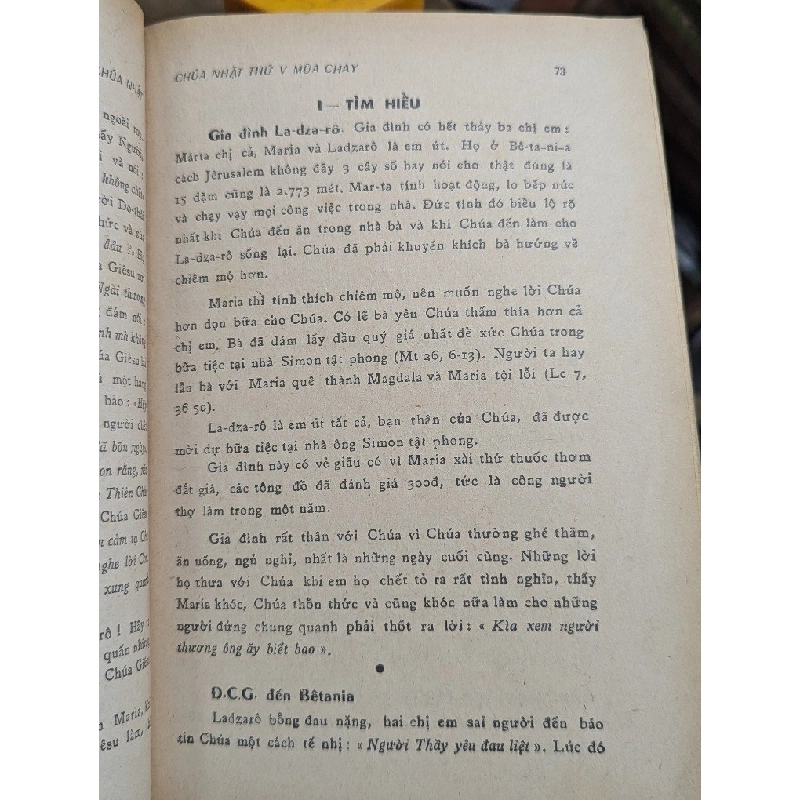 CHÚA NHẬT THỨ V MÙA CHAY 73
I — TÌM HIỂU
Gia đình La-dza-rô. Gia đình có hết thảy ba chị em :
Mária chị cả, Maria và Ladzarô là em út. Họ ở Bê-ta-ni-a
cách Jêrusalem không đầy 3 cây số hay nói cho thật đúng là
15 dặm cũng là 2.773 mét. Mar-ta tính hoạt động, lo bếp núc
và chạy vạy mọi công việc trong nhà. Đức tính đó biểu lộ rõ
nhất khi Chúa đến ăn trong nhà bà và khi Chúa đến làm cho
La-dza-rô sống lại. Chúa đã phải khuyến khích bà hướng về
chiêm mộ hơn.
Maria thì tính thích chiêm mộ, nên muốn nghe lời Chúa
hơn dọn bữa cho Chúa. Có lẽ bà yêu Chúa thấm thía hơn cả
chị em. Bà đã dám lấy dầu quý giá nhất để xức Chúa trong
bữa tiệc tại nhà Simon tật phong (Mt 26, 6-13). Người ta hay
lầu bà với Maria quê thành Magdala và Maria tội lỗi (Lc 7,
36 50).
La-dza-rô là em út tất cả, bạn thân của Chúa, đã được
mời dự bữa tiệc tại nhà ông Simon tật phong.
Gia đình này có vẻ giầu có vì Maria xài thứ thuốc thơm
đắt giá, các tông đồ đã đánh giá 300đ, tức là công người
thợ làm trong một năm.
Gia đình rất thân với Chúa vì Chúa thường ghé thăm,
ăn uống, ngủ nghỉ, nhất là những ngày cuối cùng. Những lời
họ thưa với Chúa khi em họ chết tỏ ra rất tình nghĩa, thấy
Maria khóc, Chúa thổn thức và cũng khóc nữa làm cho những
người đứng chung quanh phải thốt ra lời : « Kìa xem người
thương ông ấy biết bao ».
Đ.C.G. đến Bêtania
Ladzarô bỗng đau nặng, hai chị em sai người đến báo
tin Chúa một cách tế nhị : « Người Thầy yêu đau liệt ». Lúc đó